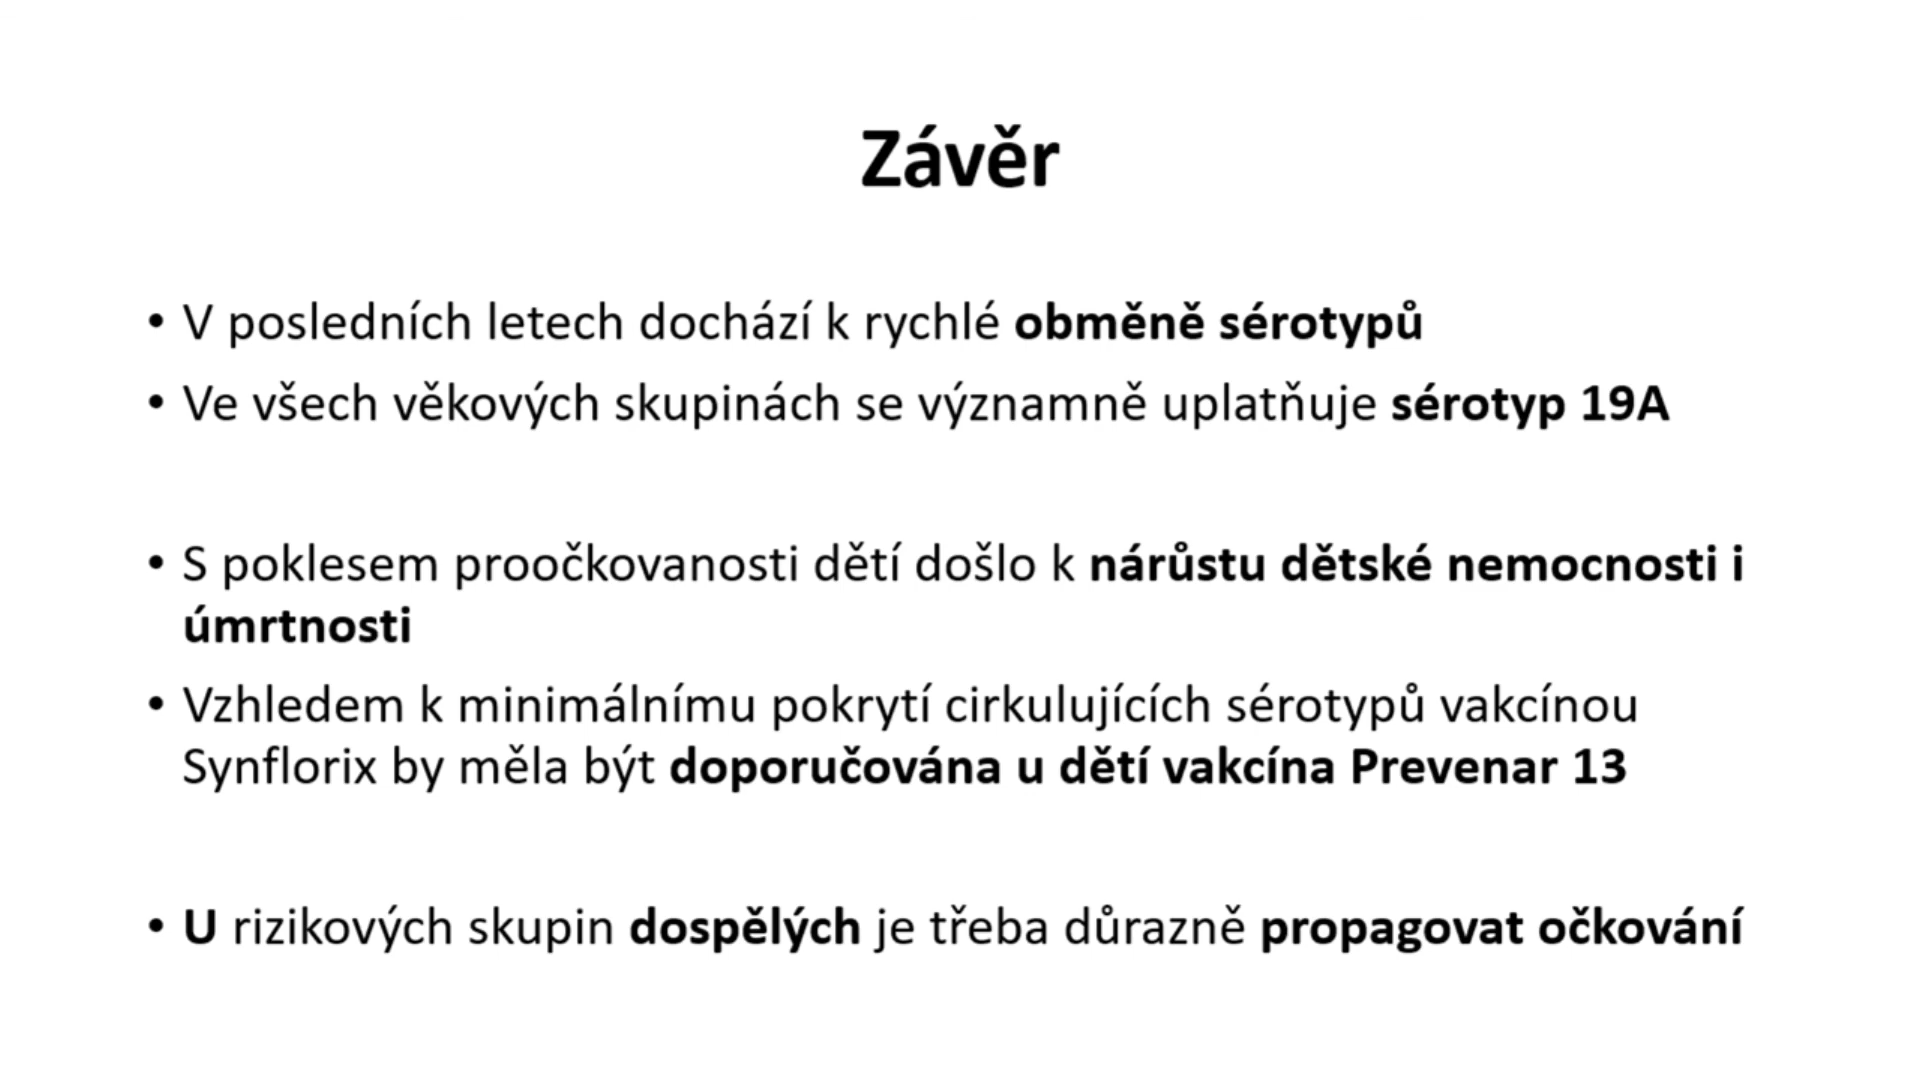 Závěr
• V posledních letech dochází k rychlé obměně sérotypů
• Ve všech věkových skupinách se významně uplatňuje sérotyp 19A
• S poklesem proočkovanosti dětí došlo k nárůstu dětské nemocnosti i
úmrtnosti
• Vzhledem k minimálnímu pokrytí cirkulujících sérotypů vakcínou
Synflorix by měla být doporučována u dětí vakcína Prevenar 13
• U rizikových skupin dospělých je třeba důrazně propagovat očkování